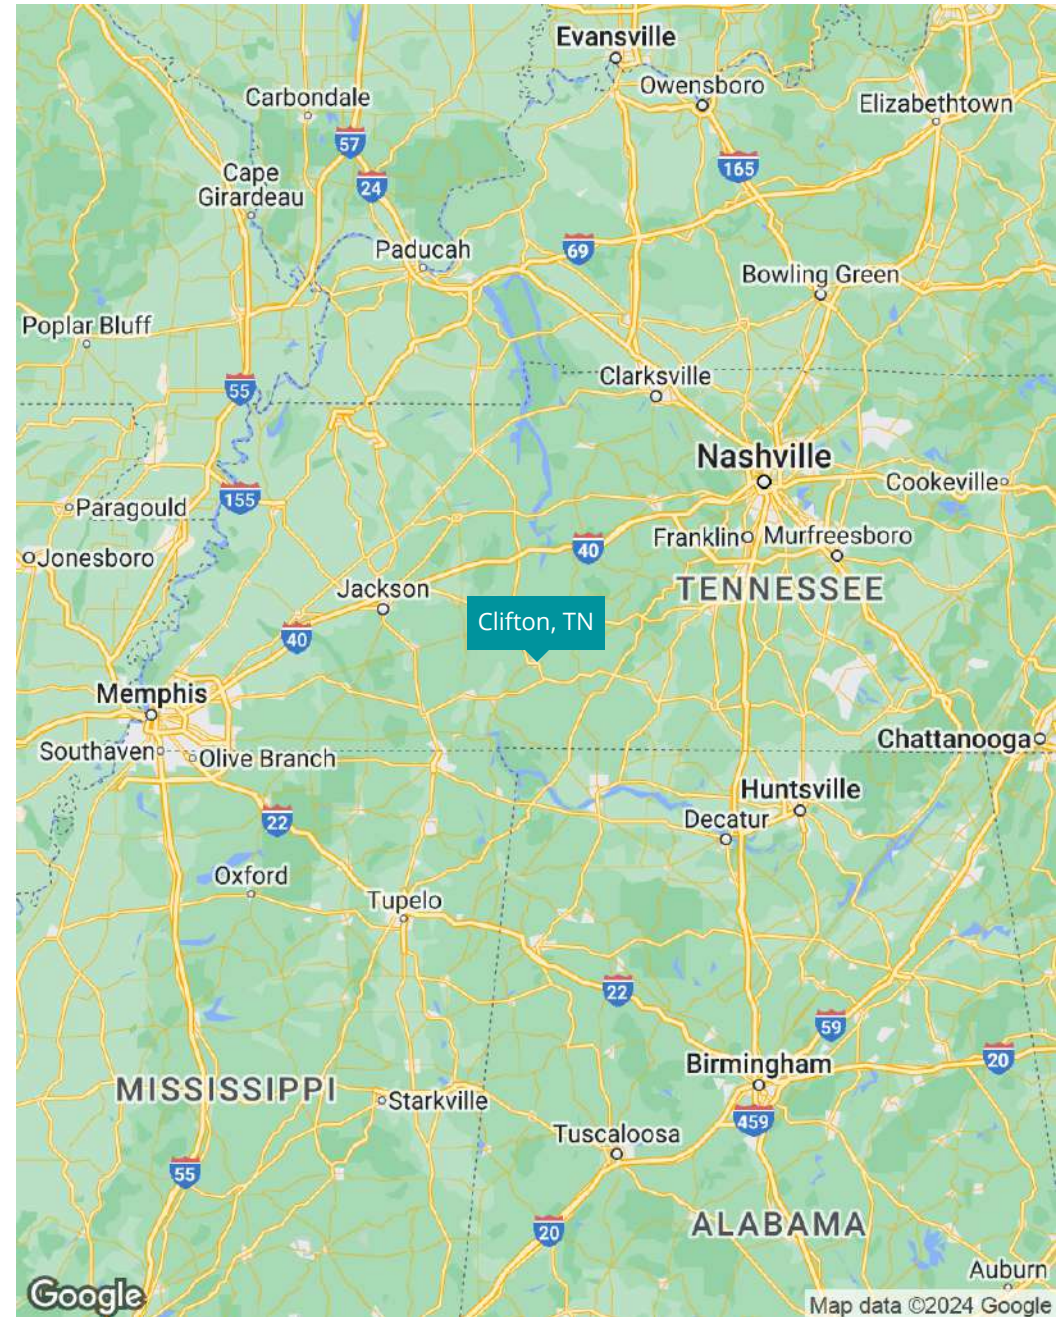 Evansville
Owensboro
Carbondale
Elizabethtown
57
165
Cape
Girardeau
24
Paducah
69
Bowling Green
Poplar Bluff
Clarksville
55
Nashville
Cookeville
155
Paragould
Franklin
Murfreesboro
40
Jonesboro
Jackson
TENNESSEE
Clifton, TN
40
Memphis
Chattanooga
Southaven
Olive Branch
Huntsville
Decatur
22
Oxford
Tupelo
22
59
Birmingham
20
MISSISSIPPI
Starkville
459
Tuscaloosa
55
ALABAMA
20
Auburn
Google
Map data ©2024 Google